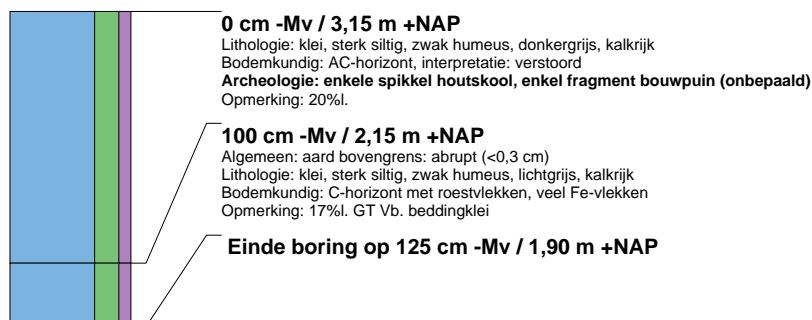 0 cm -Mv / 3,15 m +NAP
Lithologie: klei, sterk siltig, zwak humeus, donkergrijs, kalkrijk
Bodemkundig: AC-horizont, interpretatie: verstoord
Archeologie: enkele spikkel houtskool, enkel fragment bouwpuin (onbepaald)
Opmerking: 20%l.
100 cm -Mv / 2,15 m +NAP
Algemeen: aard bovengrens: abrupt (<0,3 cm)
Lithologie: klei, sterk siltig, zwak humeus, lichtgrijs, kalkrijk
Bodemkundig: C-horizont met roestvlekken, veel Fe-vlekken
Opmerking: 17%l. GT Vb. beddingklei
Einde boring op 125 cm -Mv / 1,90 m +NAP